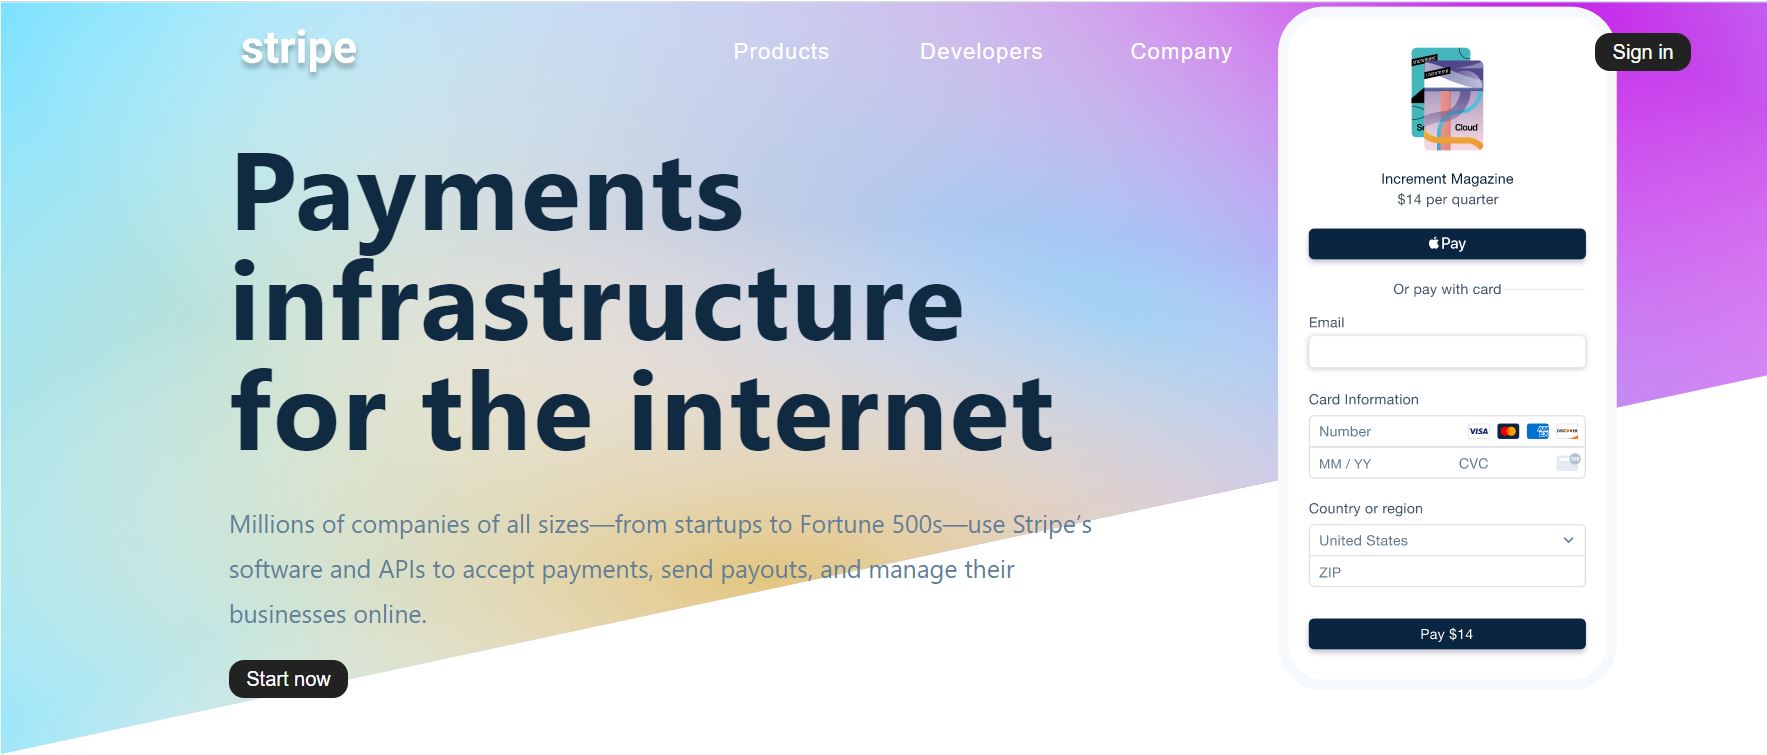 stripe
Products
Developers
Company
Sign in
Payments
infrastructure
for the internet
Millions of companies of all sizes—from startups to Fortune 500s—use Stripe’s
software and APIs to accept payments, send payouts, and manage their
businesses online.
Start now
Cloud
Increment Magazine
$14 per quarter
Pay
Or pay with card
Email
Card Information
Number
VISA
AM
EX
DISCOVER
MM / YY
CVC
Country or region
United States
ZIP
Pay $14